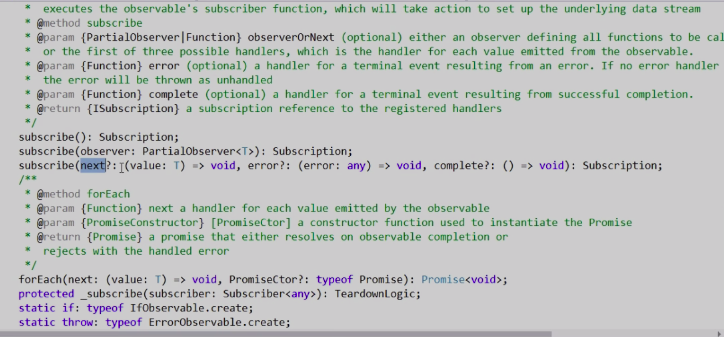 * executes the observable's subscriber function, which will take action to set up the underlying data stream
* @method subscribe
* @param {PartialObserver|Function} observerOrNext (optional) either an observer defining all functions to be
* or the first of three possible handlers, which is the handler for each value emitted from the observable.
* @param {Function} error (optional) a handler for a terminal event resulting from an error. If no error handler
* the error will be thrown as unhandled
* @param {Function} complete (optional) a handler for a terminal event resulting from successful completion.
* @return {ISubscription} a subscription reference to the registered handlers
*/
subscribe(): Subscription;
subscribe(observer: PartialObserver<T>): Subscription;
subscribe(next?: (value: T) => void, error?: (error: any) => void, complete?: () => void): Subscription;
/**
* @method forEach
* @param {Function} next a handler for each value emitted by the observable
* @param {PromiseConstructor} [PromiseCtor] a constructor function used to instantiate the Promise
* @return {Promise} a promise that either resolves on observable completion or
* rejects with the handled error
*/
forEach(next: (value: T) => void, PromiseCtor?: typeof Promise): Promise<void>;
protected _subscribe(subscriber: Subscriber<any>): TeardownLogic;
static if: typeof IfObservable.create;
static throw: typeof ErrorObservable.create;